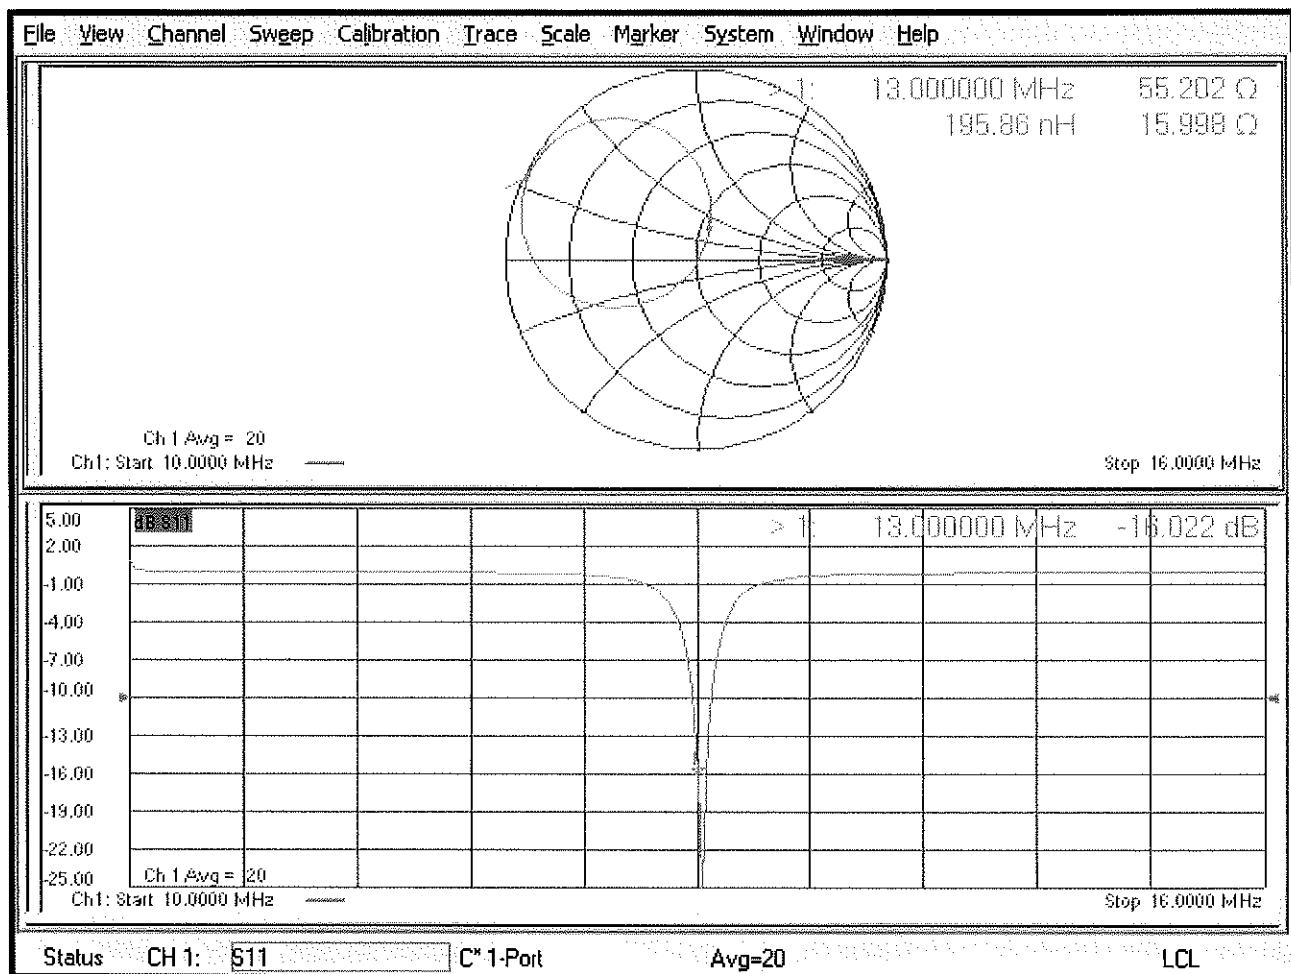 File View Channel Sweep Calibration Trace Scale Marker System Window Help
> 1: 13.000000 MHz 55.202 Ω
195.86 nH 15.998 Ω
Ch 1 Avg = 20
Ch1: Start 10.0000 MHz
Stop 16.0000 MHz
5.00
dB S11
> 1: 13.000000 MHz -16.022 dB
2.00
-1.00
-4.00
-7.00
-10.00
-13.00
-16.00
-19.00
-22.00
-25.00
Ch 1 Avg = 20
Ch1: Start 10.0000 MHz
Stop 16.0000 MHz
Status CH 1: S11 C* 1-Port Avg=20 LCL